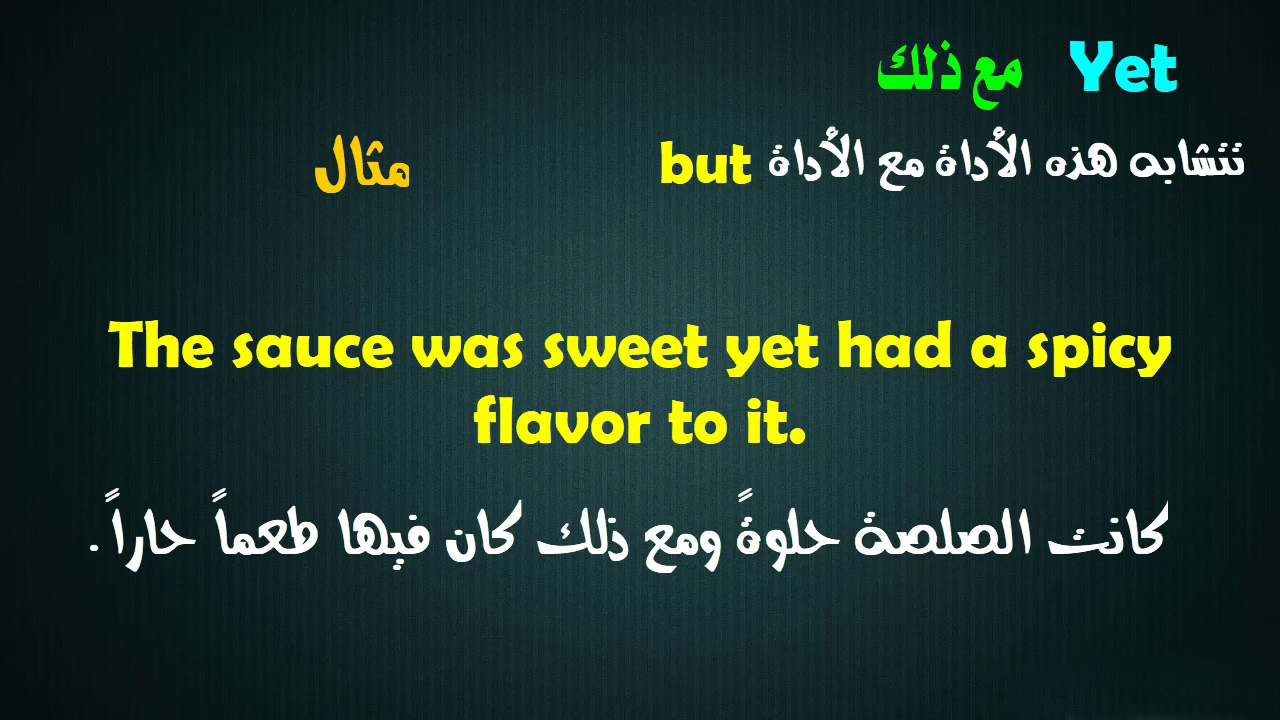 Yet مع ذلك
تتشابه هذه الأداة مع الأداة but
مثال
The sauce was sweet yet had a spicy
flavor to it.
كانت الصلصة حلوةً ومع ذلك كان فيها طعماً حاراً .